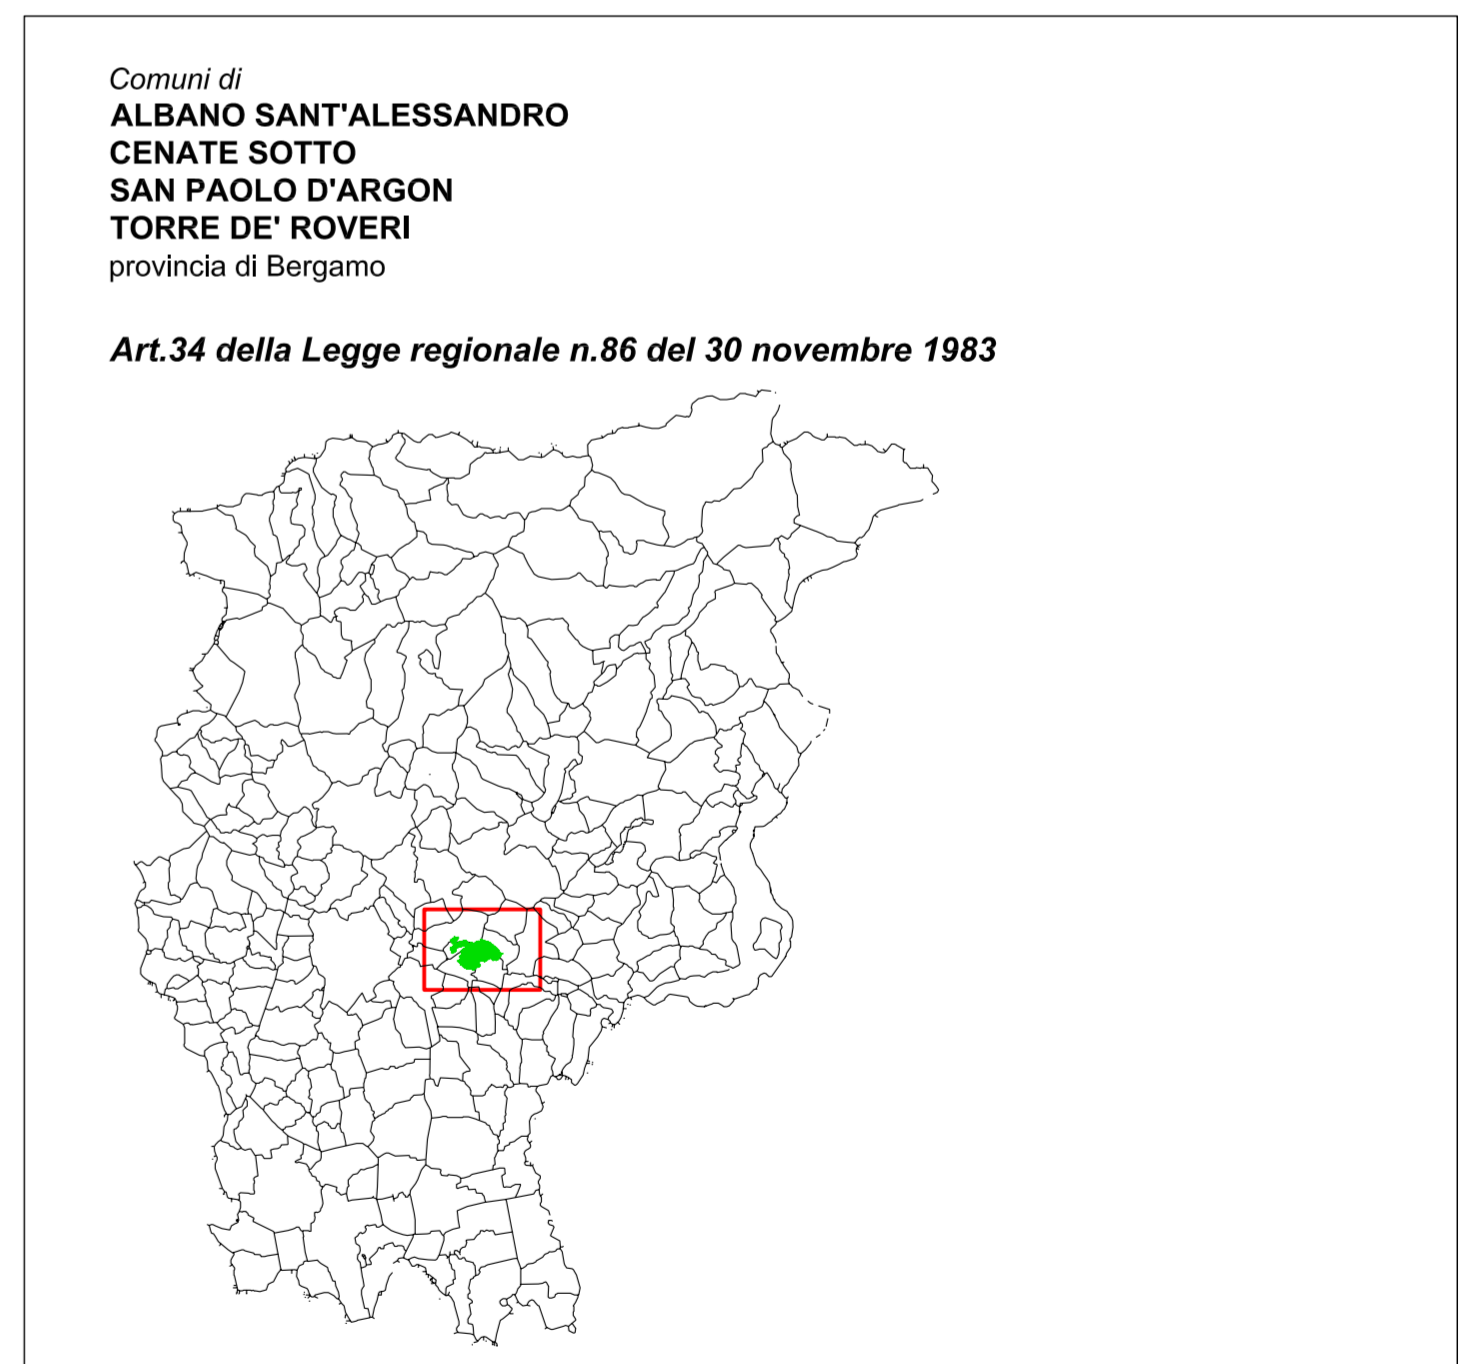 Comuni di
ALBANO SANT'ALESSANDRO
CENATE SOTTO
SAN PAOLO D'ARGON
TORRE DE' ROVERI
provincia di Bergamo
Art.34 della Legge regionale n.86 del 30 novembre 1983